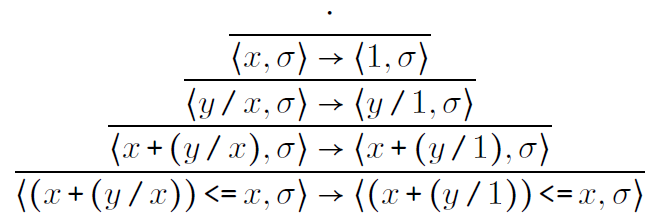 .
⟨x, σ⟩ → ⟨1, σ⟩
⟨y / x, σ⟩ → ⟨y / 1, σ⟩
⟨x + (y / x), σ⟩ → ⟨x + (y / 1), σ⟩
⟨(x + (y / x)) <= x, σ⟩ → ⟨(x + (y / 1)) <= x, σ⟩